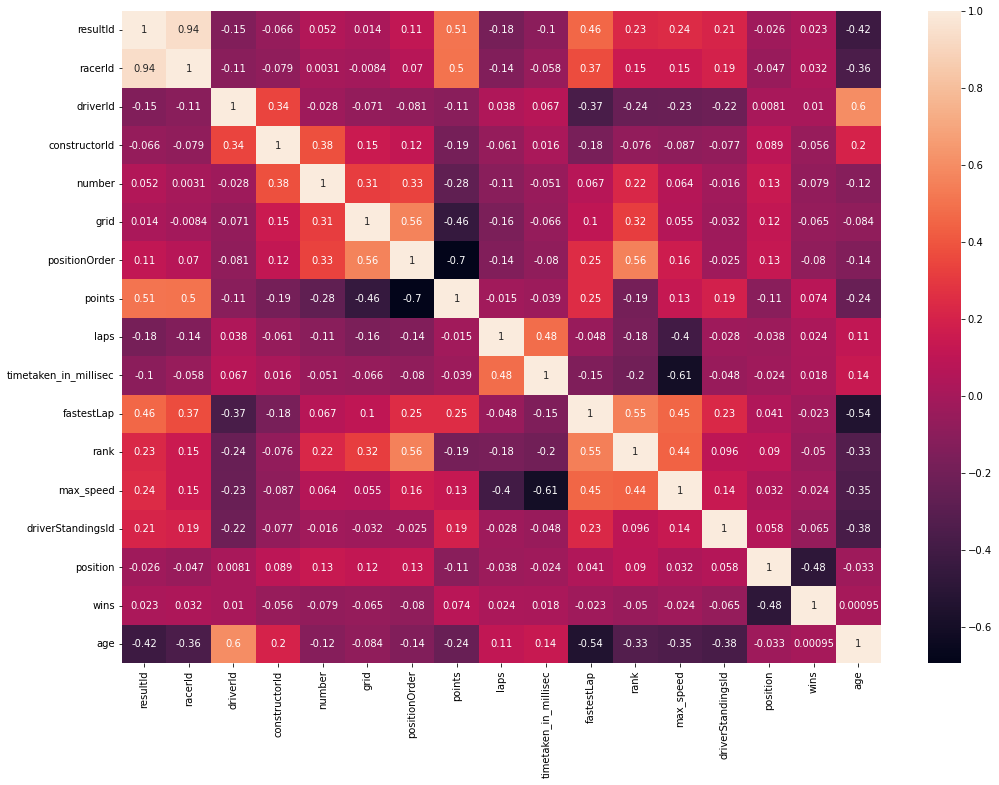 resultId 1 0.94 -0.15 -0.066 0.052 0.014 0.11 0.51 -0.18 -0.1 0.46 0.23 0.24 0.21 -0.026 0.023 -0.42
racerId 0.94 1 -0.11 -0.079 0.0031 -0.0084 0.07 0.5 -0.14 -0.058 0.37 0.15 0.15 0.19 -0.047 0.032 -0.36
driverId -0.15 -0.11 1 0.34 -0.028 -0.071 -0.081 -0.11 0.038 0.067 -0.37 -0.24 -0.23 -0.22 0.0081 0.01 0.6
constructorId -0.066 -0.079 0.34 1 0.38 0.15 0.12 -0.19 -0.061 0.016 -0.18 -0.076 -0.087 -0.077 0.089 -0.056 0.2
number 0.052 0.0031 -0.028 0.38 1 0.31 0.33 -0.28 -0.11 -0.051 0.067 0.22 0.064 -0.016 0.13 -0.079 -0.12
grid 0.014 -0.0084 -0.071 0.15 0.31 1 0.56 -0.46 -0.16 -0.066 0.1 0.32 0.055 -0.032 0.12 -0.065 -0.084
positionOrder 0.11 0.07 -0.081 0.12 0.33 0.56 1 -0.7 -0.14 -0.08 0.25 0.56 0.16 -0.025 0.13 -0.08 -0.14
points 0.51 0.5 -0.11 -0.19 -0.28 -0.46 -0.7 1 -0.015 -0.039 0.25 -0.19 0.13 0.19 -0.11 0.074 -0.24
laps -0.18 -0.14 0.038 -0.061 -0.11 -0.16 -0.14 -0.015 1 0.48 -0.048 -0.18 -0.4 -0.028 -0.038 0.024 0.11
timetaken_in_millisec -0.1 -0.058 0.067 0.016 -0.051 -0.066 -0.08 -0.039 0.48 1 -0.15 -0.2 -0.61 -0.048 -0.024 0.018 0.14
fastestLap 0.46 0.37 -0.37 -0.18 0.067 0.1 0.25 0.25 -0.048 -0.15 1 0.55 0.45 0.23 0.041 -0.023 -0.54
rank 0.23 0.15 -0.24 -0.076 0.22 0.32 0.56 -0.19 -0.18 -0.2 0.55 1 0.44 0.096 0.09 -0.05 -0.33
max_speed 0.24 0.15 -0.23 -0.087 0.064 0.055 0.16 0.13 -0.4 -0.61 0.45 0.44 1 0.14 0.032 -0.024 -0.35
driverStandingsId 0.21 0.19 -0.22 -0.077 -0.016 -0.032 -0.025 0.19 -0.028 -0.048 0.23 0.096 0.14 1 0.058 -0.065 -0.38
position -0.026 -0.047 0.0081 0.089 0.13 0.12 0.13 -0.11 -0.038 -0.024 0.041 0.09 0.032 0.058 1 -0.48 -0.033
wins 0.023 0.032 0.01 -0.056 -0.079 -0.065 -0.08 0.074 0.024 0.018 -0.023 -0.05 -0.024 -0.065 -0.48 1 0.00095
age -0.42 -0.36 0.6 0.2 -0.12 -0.084 -0.14 -0.24 0.11 0.14 -0.54 -0.33 -0.35 -0.38 -0.033 0.00095 1
resultId
racerId
driverId
constructorId
number
grid
positionOrder
points
laps
timetaken_in_millisec
fastestLap
rank
max_speed
driverStandingsId
position
wins
age
1.0
0.8
0.6
0.4
0.2
0.0
−0.2
−0.4
−0.6